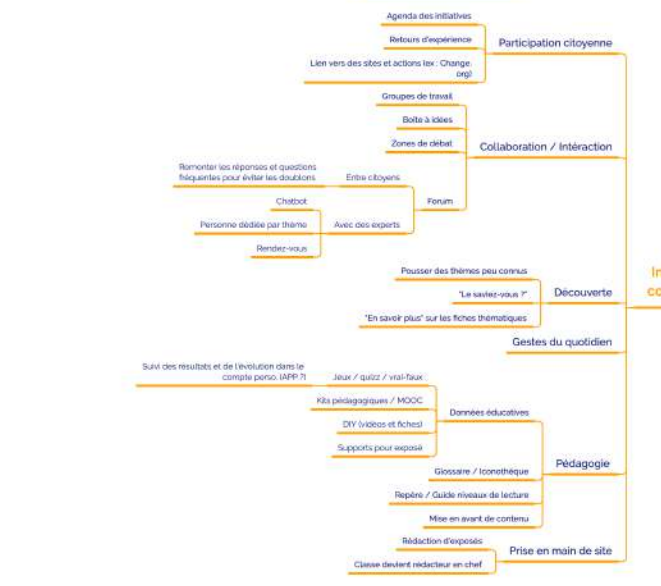 Agenda des initiatives
Retours d'expérience
Lien vers des sites et actions (ex : Change.
org)
Participation citoyenne
Groupes de travail
Boîte à idées
Zones de débat
Collaboration / Intéraction
Remonter les réponses et questions
fréquentes pour éviter les doublons
Entre citoyens
Chatbot
Personne dédiée par thème
Rendez-vous
Avec des experts
Forum
Pousser des thèmes peu connus
"Le saviez-vous ?"
"En savoir plus" sur les fiches thématiques
Découverte
Gestes du quotidien
Suivi des résultats et de l'évolution dans le
compte perso. (APP ?)
Jeux / quizz / vrai-faux
Kits pédagogiques / MOOC
DIY (vidéos et fiches)
Supports pour exposé
Données éducatives
Glossaire / Iconothèque
Repère / Guide niveaux de lecture
Mise en avant de contenu
Pédagogie
Rédaction d'exposés
Classe devient rédacteur en chef
Prise en main de site